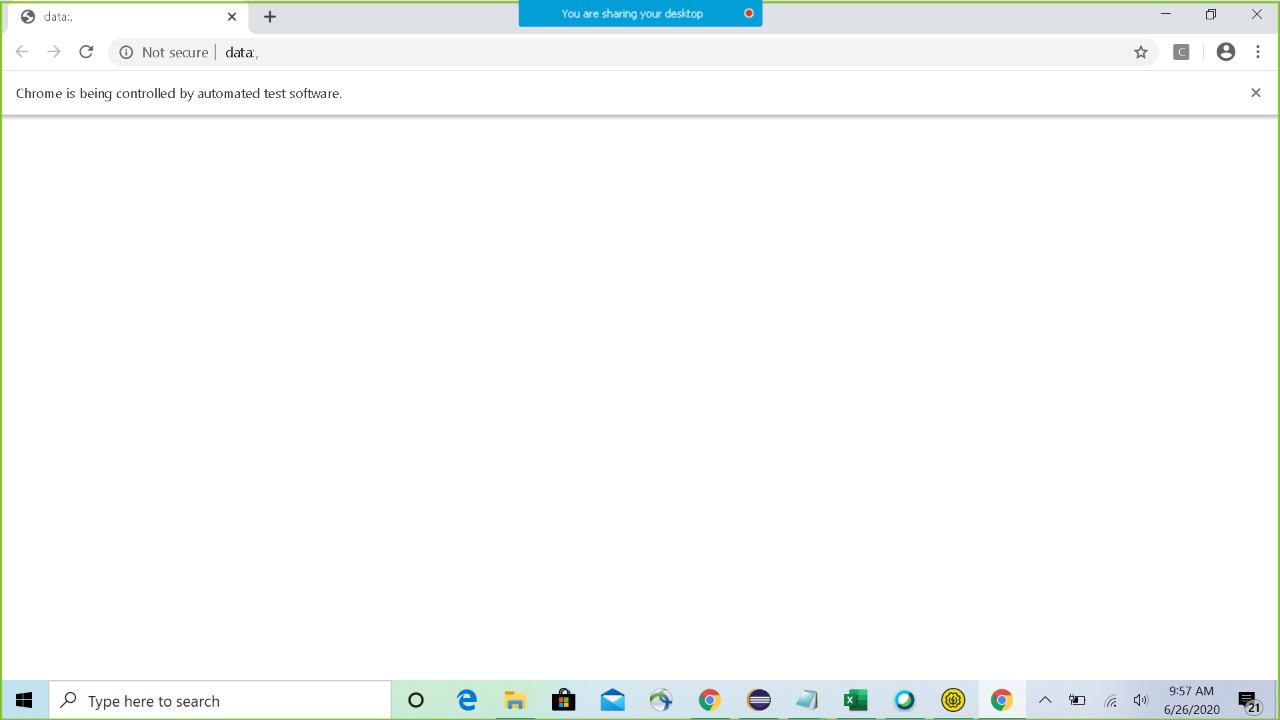 data:,
You are sharing your desktop
Not secure
data:,
C
Chrome is being controlled by automated test software.
Type here to search
9:57 AM
6/26/2020
21